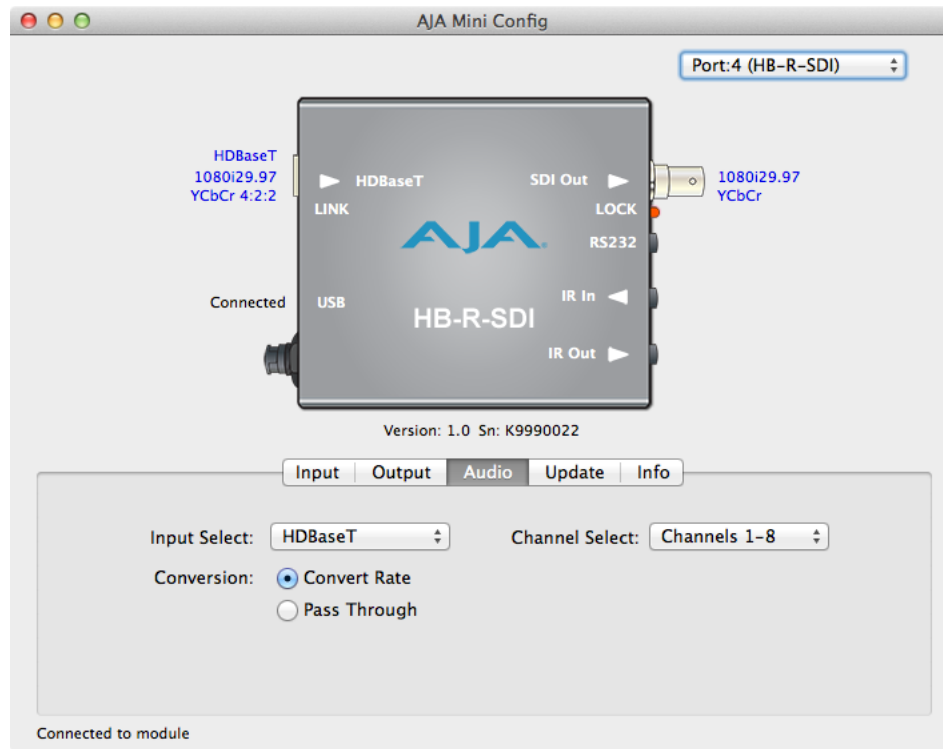 AJA Mini Config
Port:4 (HB-R-SDI)
HDBaseT
1080i29.97
YCbCr 4:2:2
HDBaseT
LINK
SDI Out
LOCK
1080i29.97
YCbCr
RS232
AJA
Connected
USB
IR In
HB-R-SDI
IR Out
Version: 1.0 Sn: K9990022
Input Output Audio Update Info
Input Select: HDBaseT Channel Select: Channels 1-8
Conversion: Convert Rate
Pass Through
Connected to module